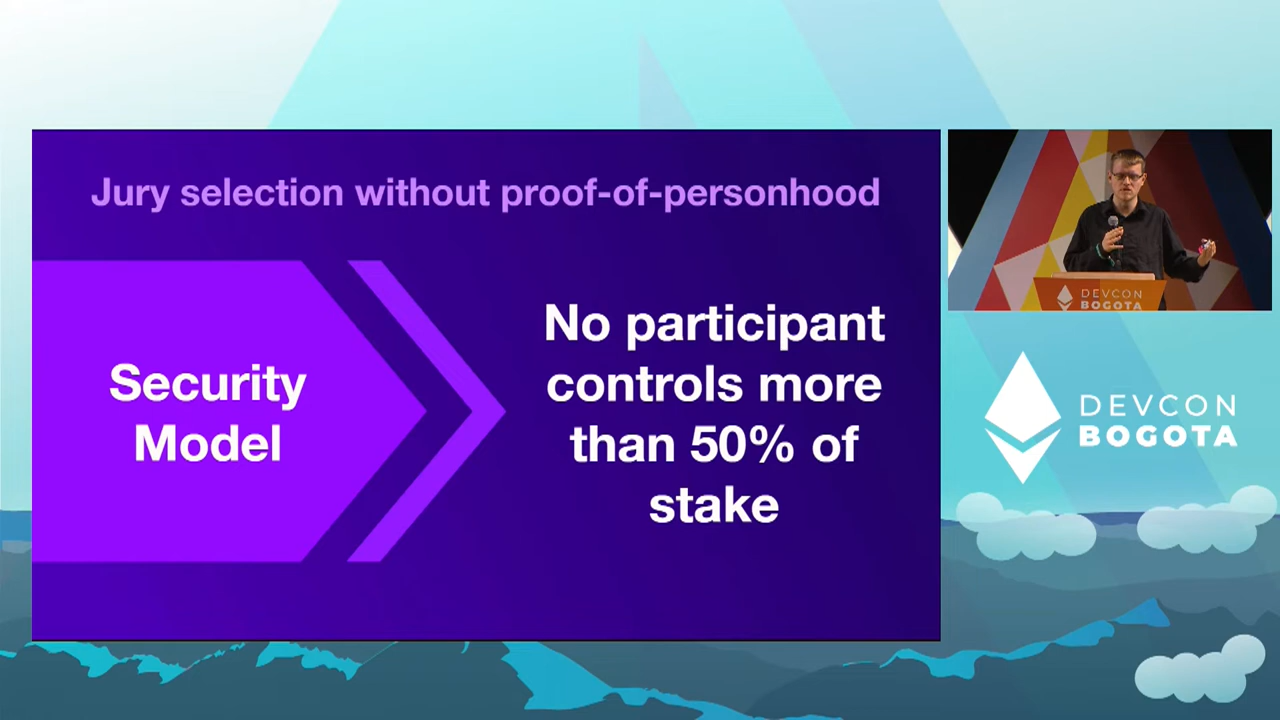 Jury selection without proof-of-personhood
Security
Model
No participant
controls more
than 50% of
stake
DEVCON
BOGOTA
DEVCON
BOGOTA